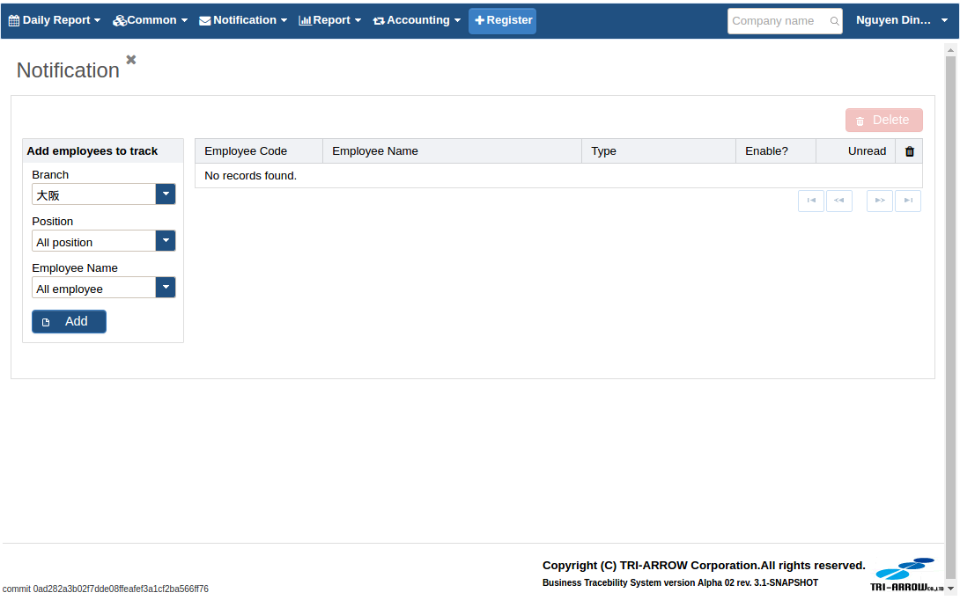 Daily Report Common Notification Report Accounting Register Company name Nguyen Din...
Notification
Delete
Add employees to track
Employee Code Employee Name Type Enable? Unread
No records found.
Branch
大阪
Position
All position
Employee Name
All employee
Add
Copyright (C) TRI-ARROW Corporation.All rights reserved.
Business Tracebility System version Alpha 02 rev. 3.1-SNAPSHOT
TRI-ARROW
commit 0ad282a3b02f7dde08ffeafef3a1cf2ba566ff76